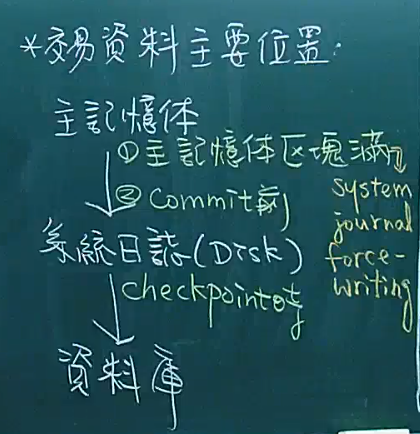 *交易資料主要位置:
主記憶体
①主記憶体区塊滿
②commit前
system
journal
force-
writing
系統日誌(Disk)
checkpoint時
資料庫